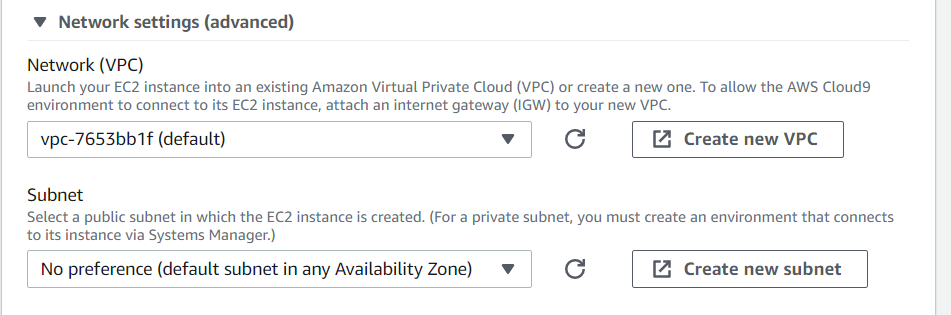 Network settings (advanced)
Network (VPC)
Launch your EC2 instance into an existing Amazon Virtual Private Cloud (VPC) or create a new one. To allow the AWS Cloud9
environment to connect to its EC2 instance, attach an internet gateway (IGW) to your new VPC.
vpc-7653bb1f (default)
Create new VPC
Subnet
Select a public subnet in which the EC2 instance is created. (For a private subnet, you must create an environment that connects
to its instance via Systems Manager.)
No preference (default subnet in any Availability Zone)
Create new subnet